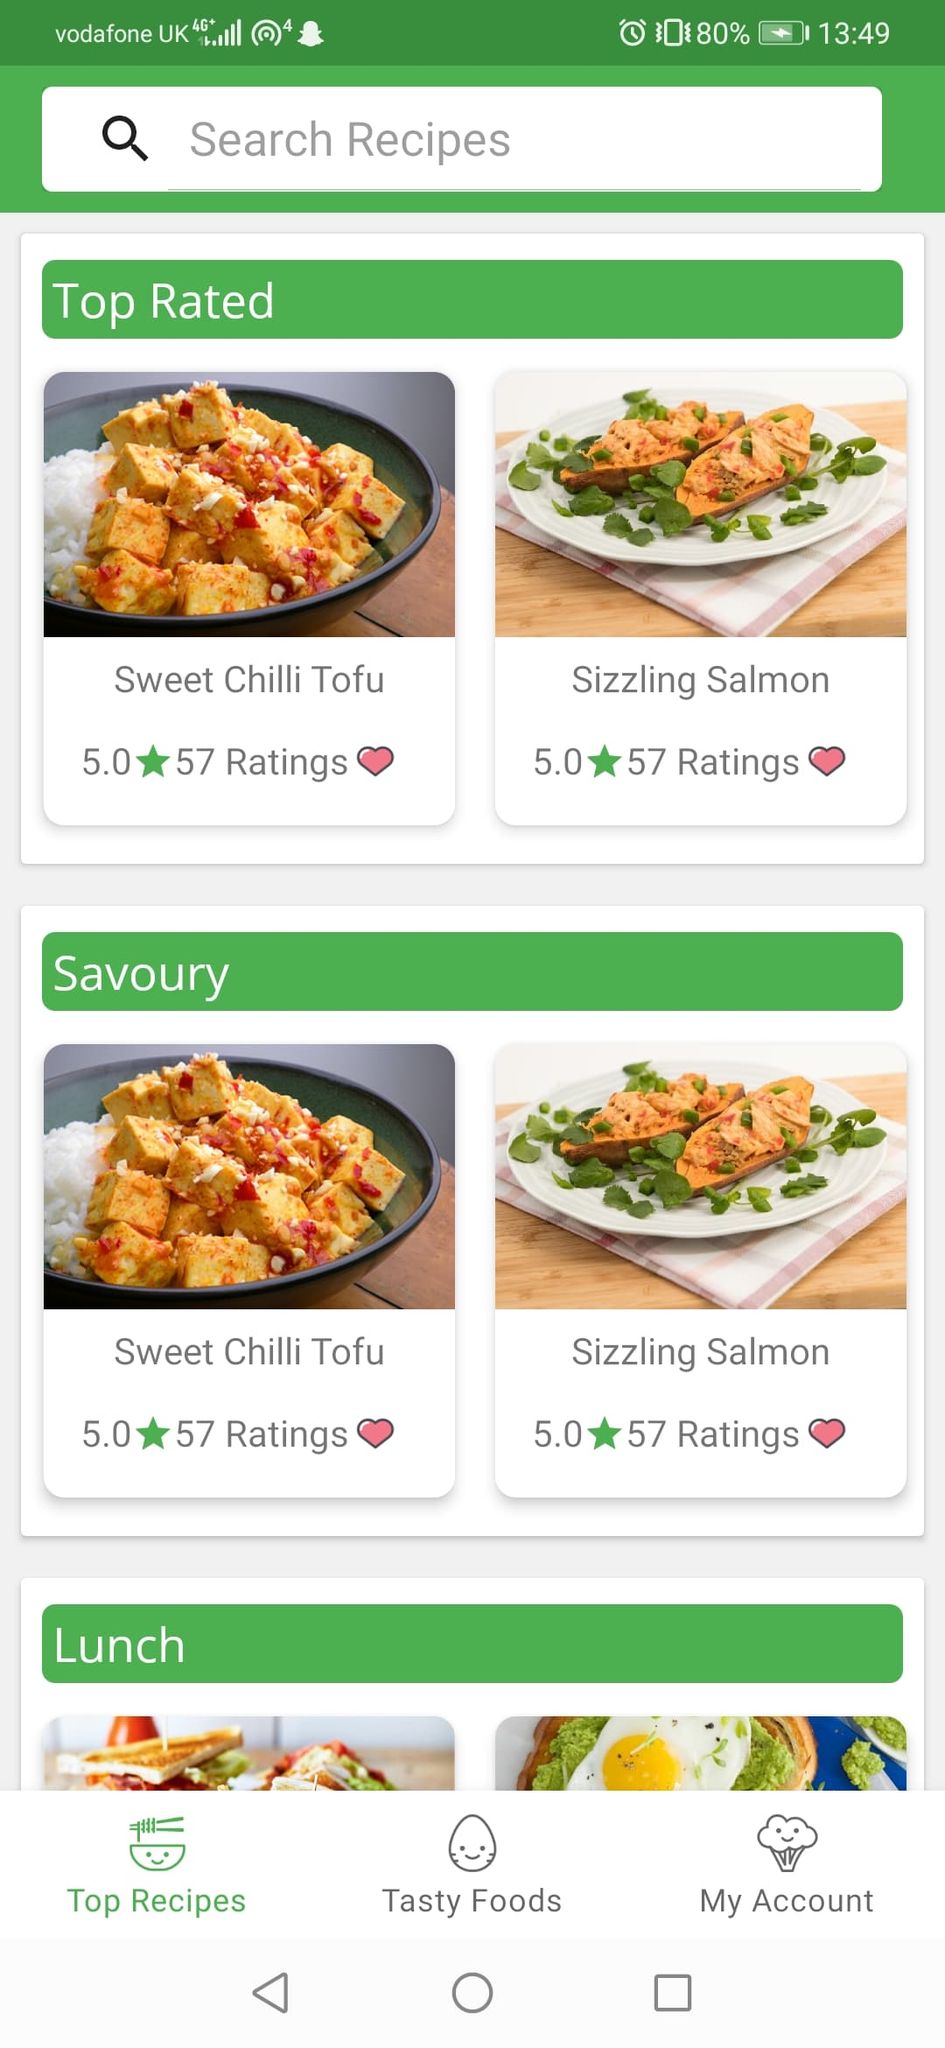 vodafone UK 4G+ 4 80% 13:49
Search Recipes
Top Rated
Sweet Chilli Tofu
Sizzling Salmon
5.0 57 Ratings
5.0 57 Ratings
Savoury
Sweet Chilli Tofu
Sizzling Salmon
5.0 57 Ratings
5.0 57 Ratings
Lunch
Top Recipes
Tasty Foods
My Account